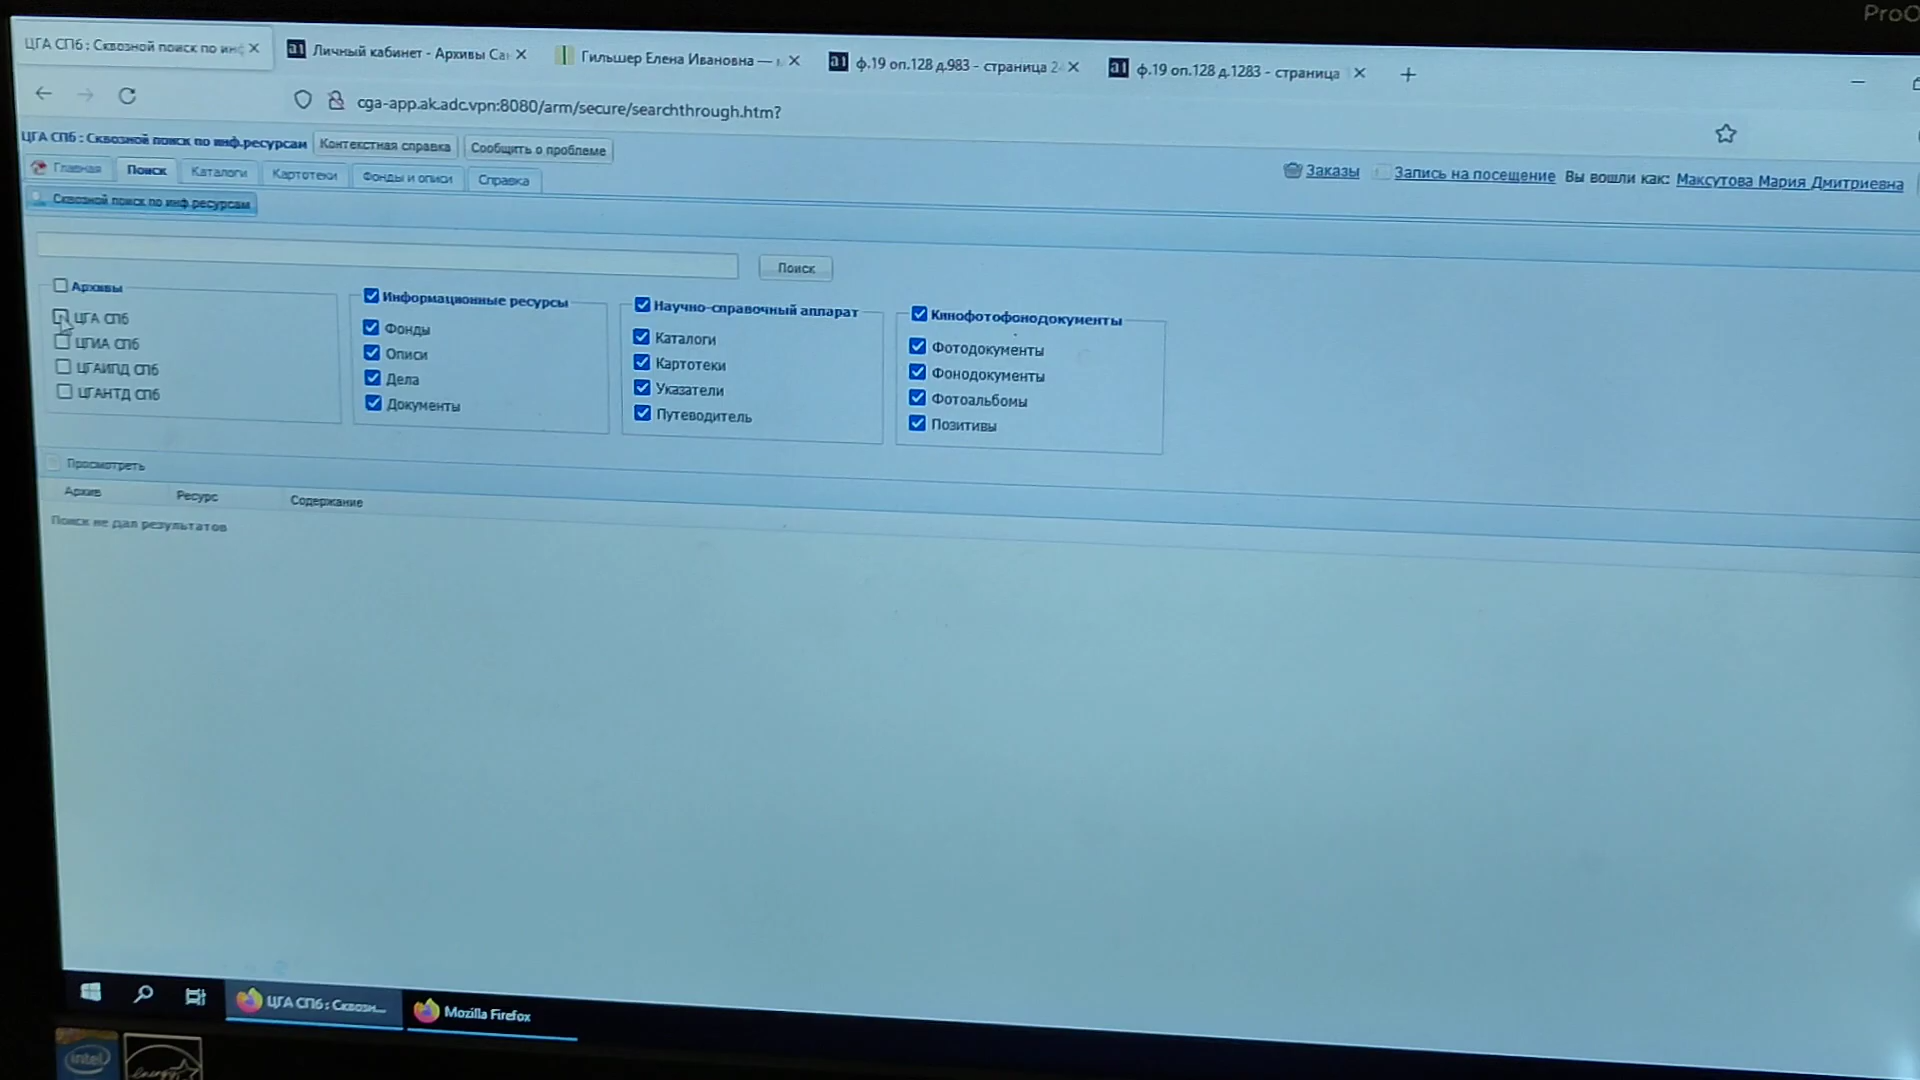 ProO
ЦГА СПб : Сквозной поиск по инф
Личный кабинет - Архивы Сан
Гильшер Елена Ивановна —
ф.19 оп.128 д.983 - страница 2
ф.19 оп.128 д.1283 - страница
cga-app.ak.adc.vpn:8080/arm/secure/searchthrough.htm?
ЦГА СПб : Сквозной поиск по инф.ресурсам Контекстная справка Сообщить о проблеме
Главная Поиск Каталоги Картотеки Фонды и описи Справка
Заказы Запись на посещение Вы вошли как: Максутова Мария Дмитриевна
Сквозной поиск по инф.ресурсам
Поиск
Архивы
ЦГА СПб
ЦГИА СПб
ЦГАИПД СПб
ЦГАНТД СПб
Информационные ресурсы
Фонды
Описи
Дела
Документы
Научно-справочный аппарат
Каталоги
Картотеки
Указатели
Путеводитель
Кинофотофонодокументы
Фотодокументы
Фонодокументы
Фотоальбомы
Позитивы
Просмотреть
Архив Ресурс Содержание
Поиск не дал результатов
ЦГА СПб : Сквозн...
Mozilla Firefox
intel
energy